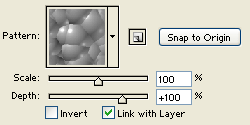 Pattern: Snap to Origin
Scale: 100 %
Depth: +100 %
Invert Link with Layer